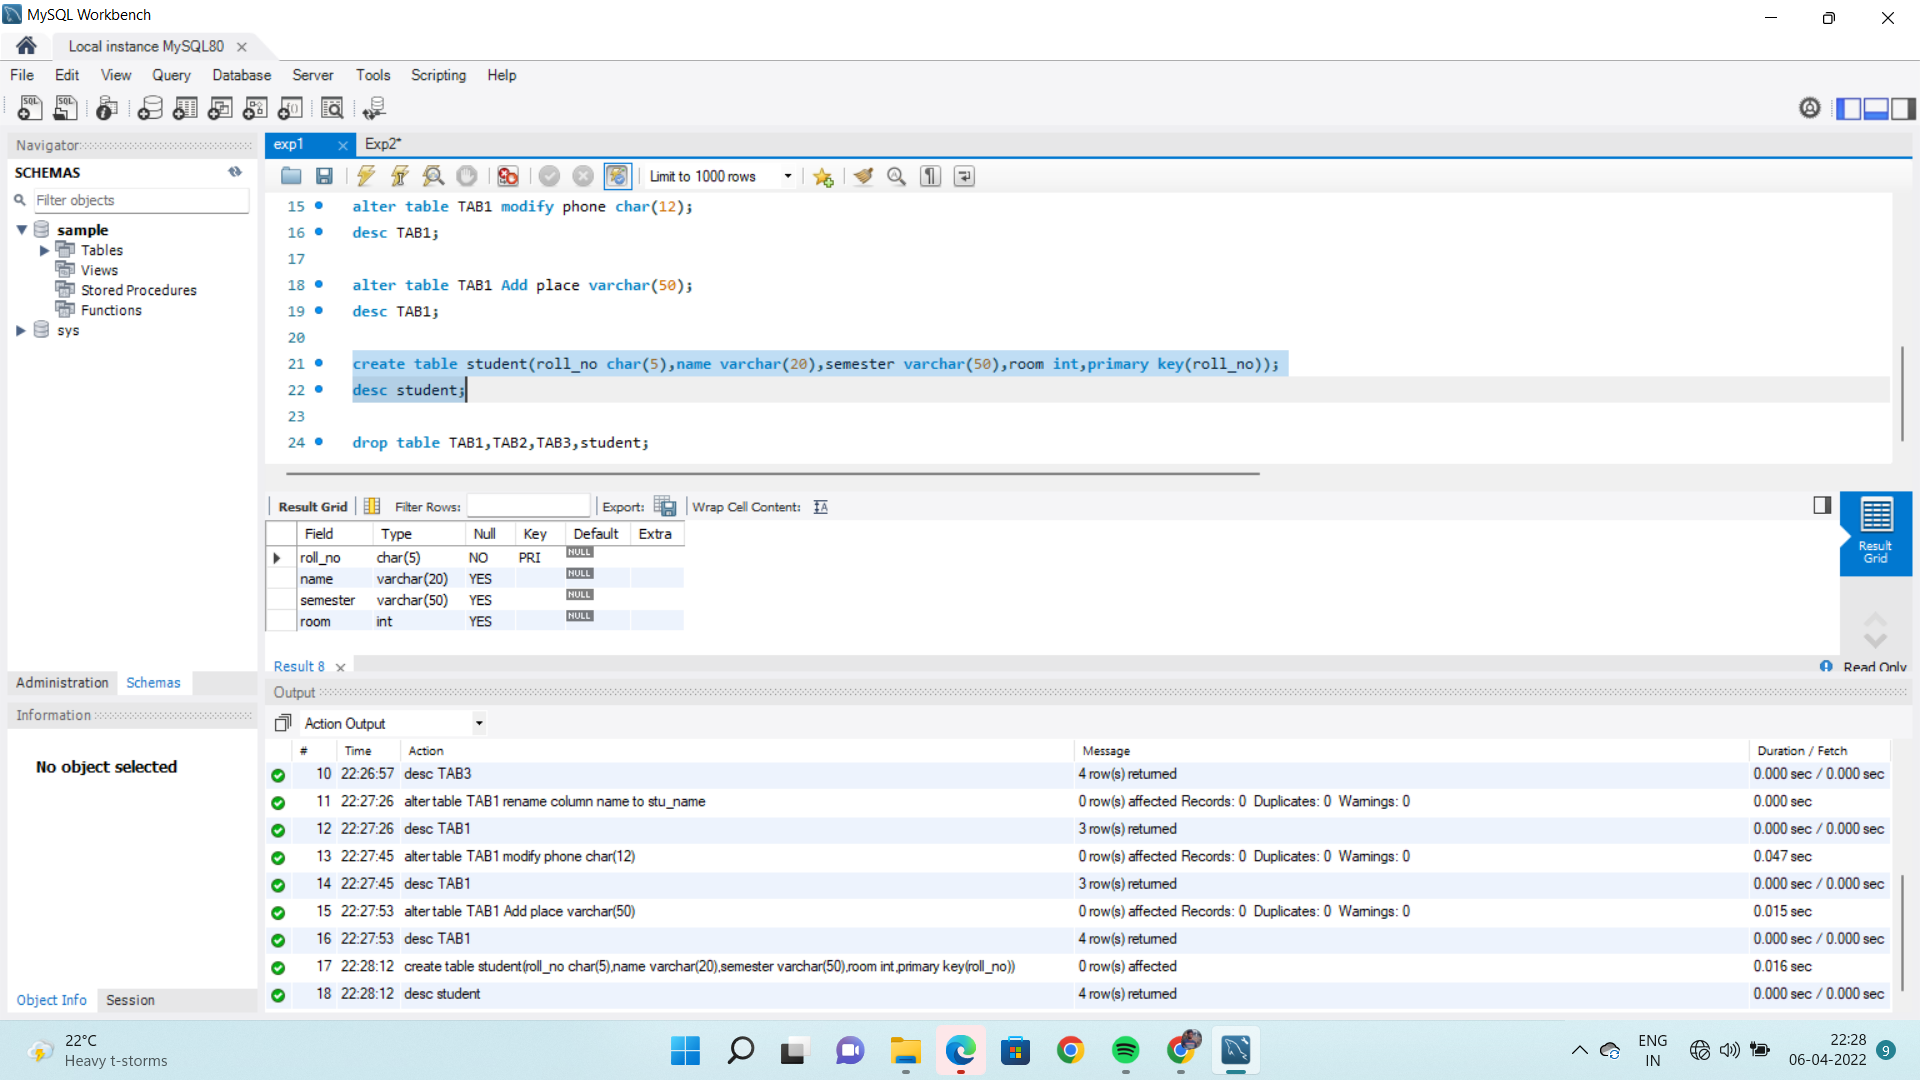 MySQL Workbench
Local instance MySQL80
File Edit View Query Database Server Tools Scripting Help
Navigator
SCHEMAS
Filter objects
sample
Tables
Views
Stored Procedures
Functions
sys
Administration Schemas
Information
No object selected
Object Info Session
exp1 Exp2*
Limit to 1000 rows
15 alter table TAB1 modify phone char(12);
16 desc TAB1;
17
18 alter table TAB1 Add place varchar(50);
19 desc TAB1;
20
21 create table student(roll_no char(5),name varchar(20),semester varchar(50),room int,primary key(roll_no));
22 desc student;
23
24 drop table TAB1,TAB2,TAB3,student;
Result Grid Filter Rows: Export: Wrap Cell Content:
Field Type Null Key Default Extra
roll_no char(5) NO PRI NULL
name varchar(20) YES NULL
semester varchar(50) YES NULL
room int YES NULL
Result Grid
Result 8
Read Only
Output
Action Output
# Time Action Message Duration / Fetch
10 22:26:57 desc TAB3 4 row(s) returned 0.000 sec / 0.000 sec
11 22:27:26 alter table TAB1 rename column name to stu_name 0 row(s) affected Records: 0 Duplicates: 0 Warnings: 0 0.000 sec
12 22:27:26 desc TAB1 3 row(s) returned 0.000 sec / 0.000 sec
13 22:27:45 alter table TAB1 modify phone char(12) 0 row(s) affected Records: 0 Duplicates: 0 Warnings: 0 0.047 sec
14 22:27:45 desc TAB1 3 row(s) returned 0.000 sec / 0.000 sec
15 22:27:53 alter table TAB1 Add place varchar(50) 0 row(s) affected Records: 0 Duplicates: 0 Warnings: 0 0.015 sec
16 22:27:53 desc TAB1 4 row(s) returned 0.000 sec / 0.000 sec
17 22:28:12 create table student(roll_no char(5),name varchar(20),semester varchar(50),room int,primary key(roll_no)) 0 row(s) affected 0.016 sec
18 22:28:12 desc student 4 row(s) returned 0.000 sec / 0.000 sec
22°C
Heavy t-storms
ENG
IN
22:28
06-04-2022
9